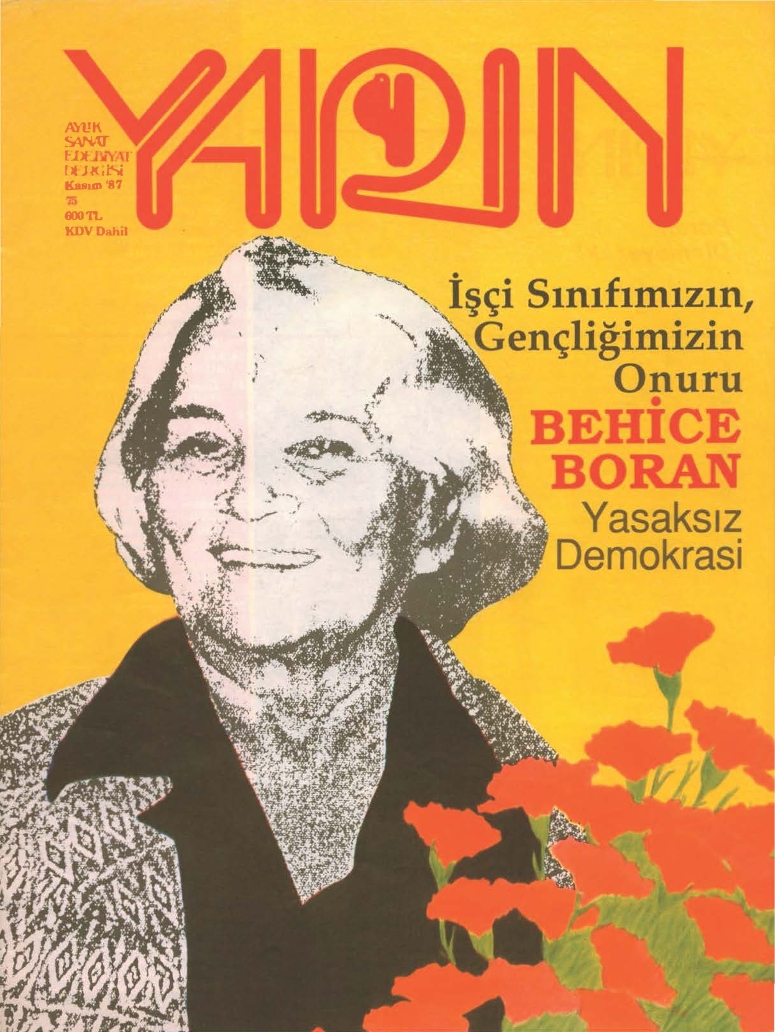 YARIN
AYLIK
SANAT
EDEBİYAT
DERGİSİ
Kasım '87
75
600 TL
KDV Dahil
İşçi Sınıfımızın,
Gençliğimizin
Onuru
BEHİCE
BORAN
Yasaksız
Demokrasi